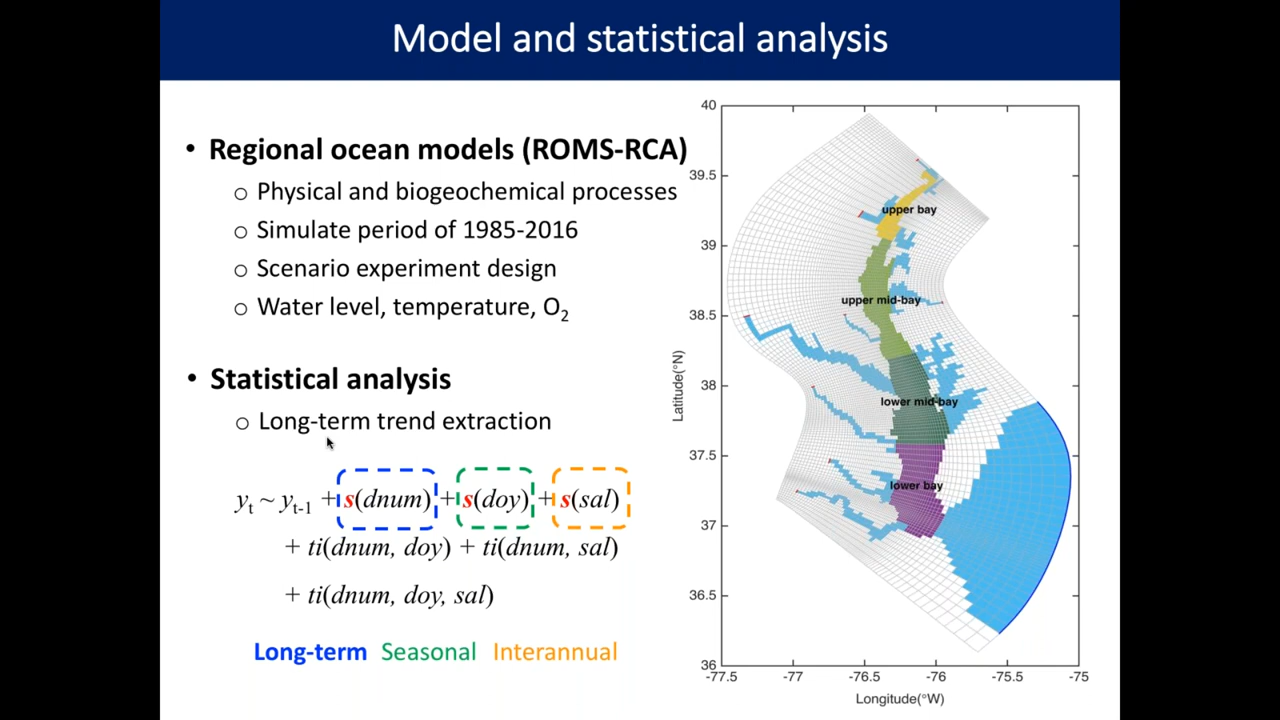 Model and statistical analysis
• Regional ocean models (ROMS-RCA)
o Physical and biogeochemical processes
o Simulate period of 1985-2016
o Scenario experiment design
o Water level, temperature, O₂
• Statistical analysis
o Long-term trend extraction
yₜ ~ yₜ₋₁ + s(dnum) + s(doy) + s(sal)
+ ti(dnum, doy) + ti(dnum, sal)
+ ti(dnum, doy, sal)
Long-term Seasonal Interannual
40
39.5
39
38.5
38
37.5
37
36.5
36
Latitude(°N)
upper bay
upper mid-bay
lower mid-bay
lower bay
-77.5 -77 -76.5 -76 -75.5 -75
Longitude(°W)